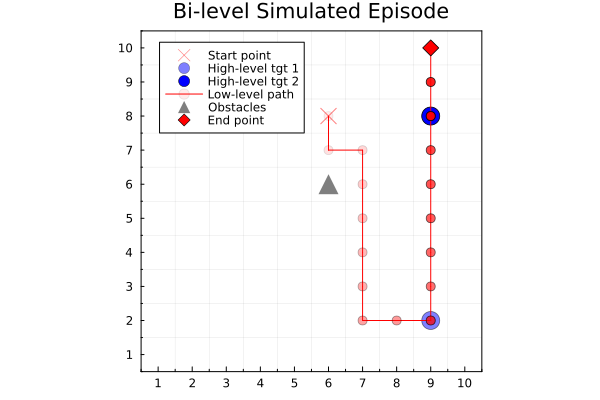 Bi-level Simulated Episode
Start point
High-level tgt 1
High-level tgt 2
Low-level path
Obstacles
End point
10
9
8
7
6
5
4
3
2
1
1 2 3 4 5 6 7 8 9 10